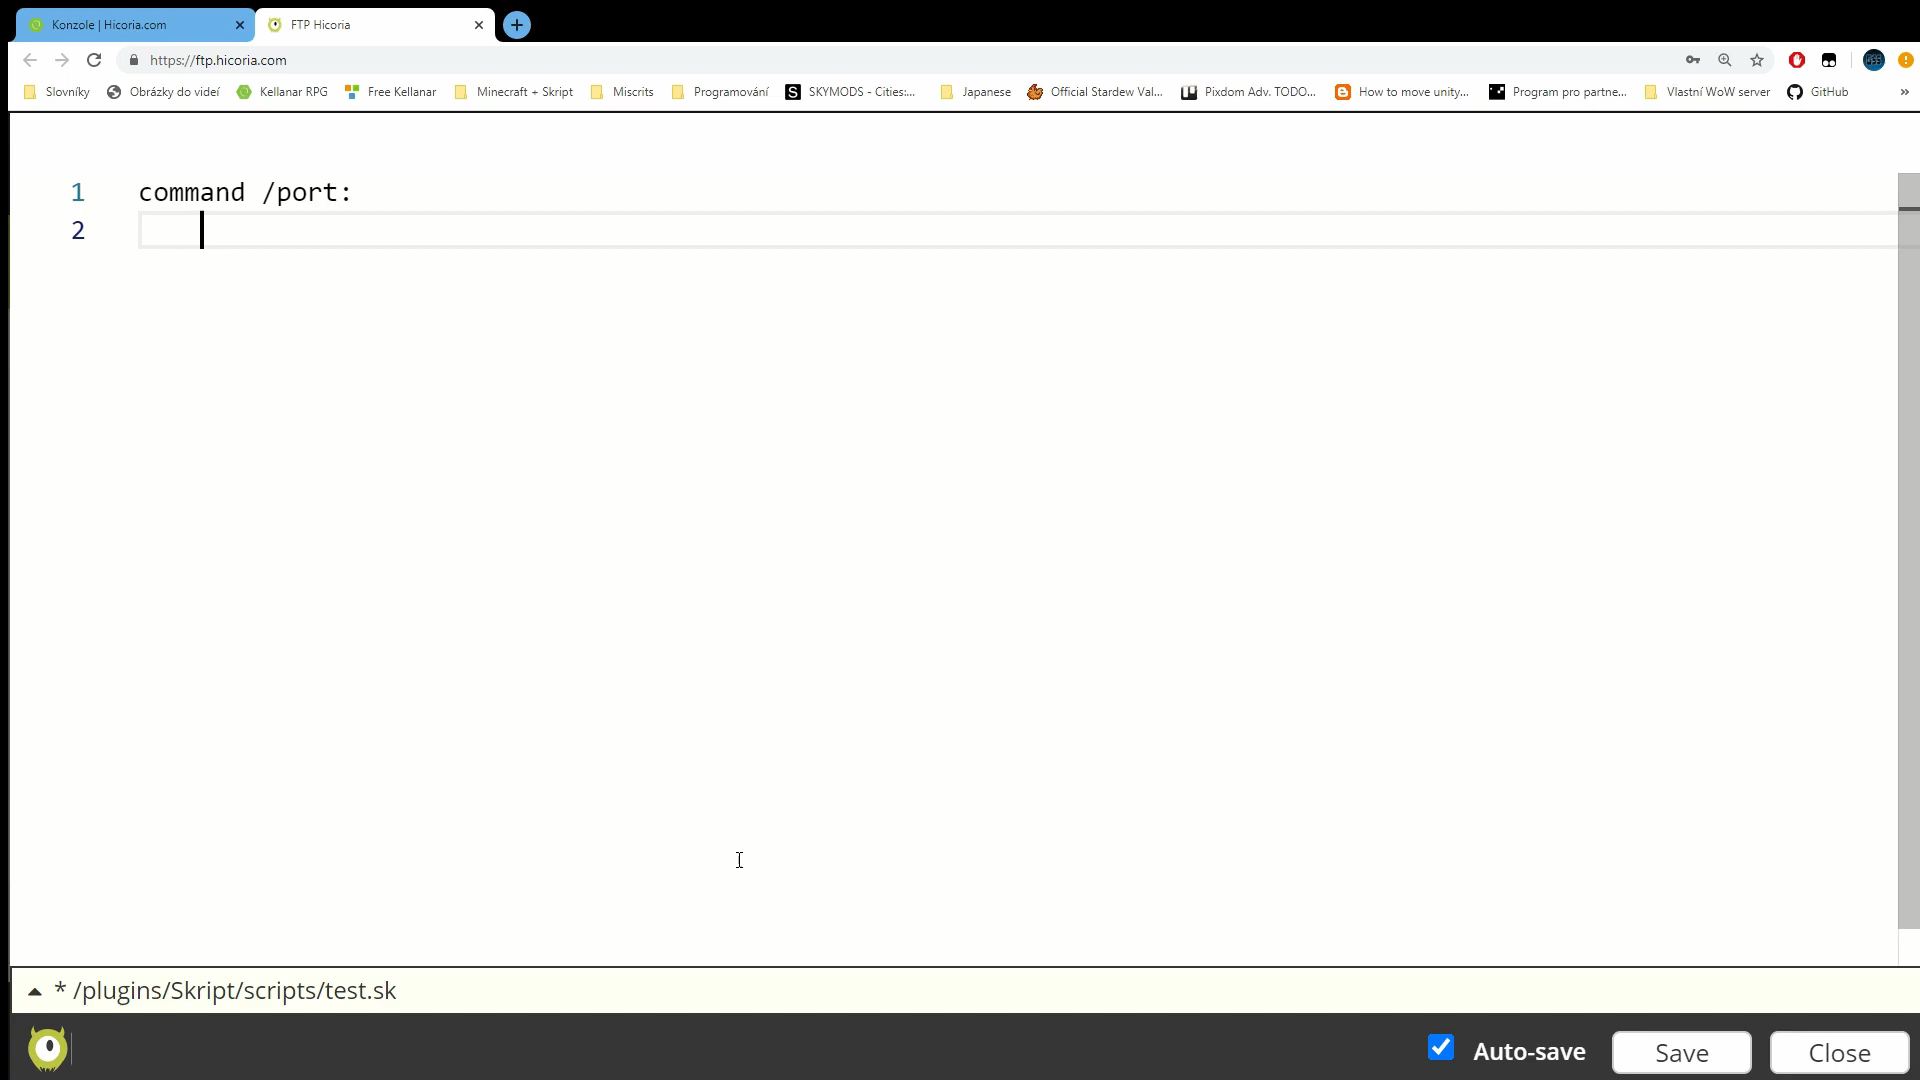 Konzole | Hicoria.com
FTP Hicoria
https://ftp.hicoria.com
Slovníky
Obrázky do videí
Kellanar RPG
Free Kellanar
Minecraft + Skript
Miscrits
Programování
SKYMODS - Cities:...
Japanese
Official Stardew Val...
Pixdom Adv. TODO...
How to move unity...
Program pro partne...
Vlastní WoW server
GitHub
»
1 command /port:
2
* /plugins/Skript/scripts/test.sk
Auto-save
Save
Close